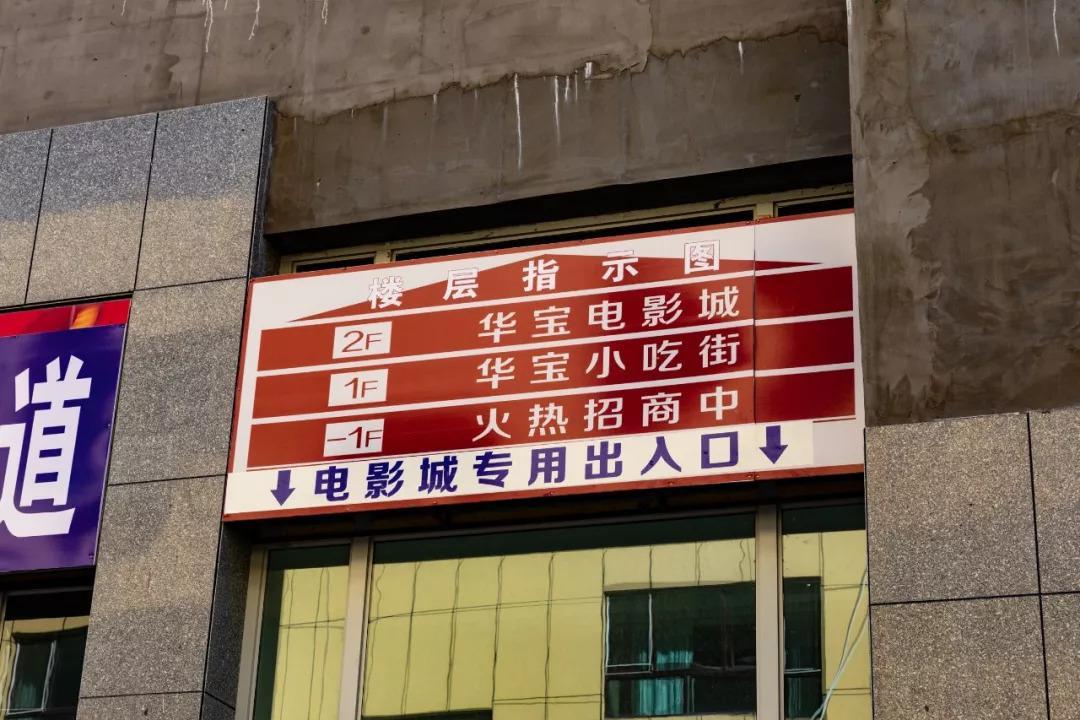 楼层指示图
2F 华宝电影城
1F 华宝小吃街
-1F 火热招商中
↓电影城专用出入口↓
道